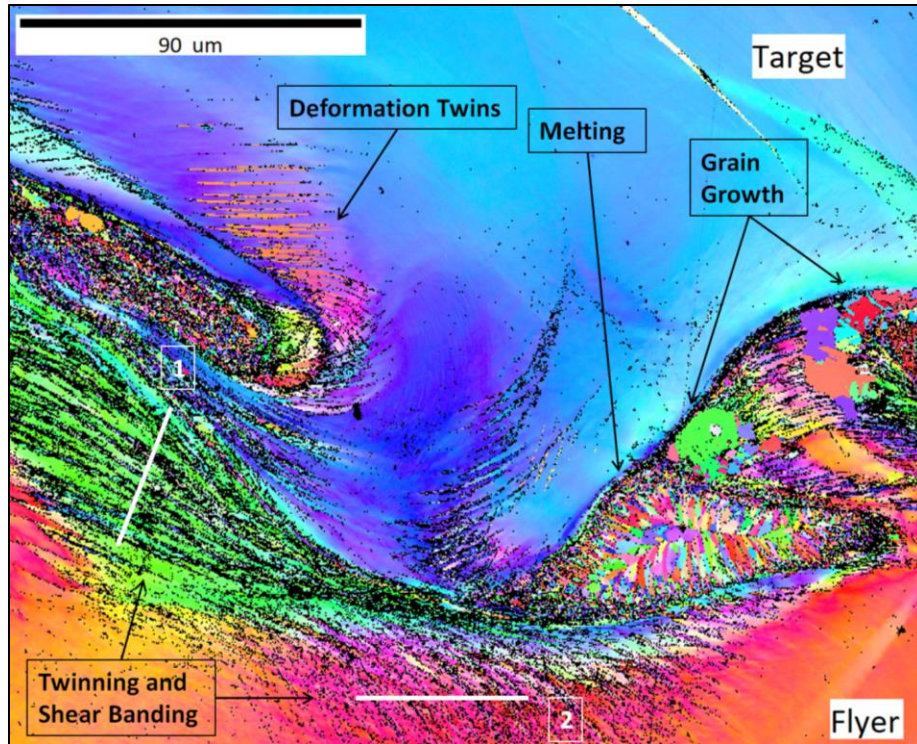 90 um
Target
Deformation Twins
Melting
Grain
Growth
1
Twinning and
Shear Banding
2
Flyer